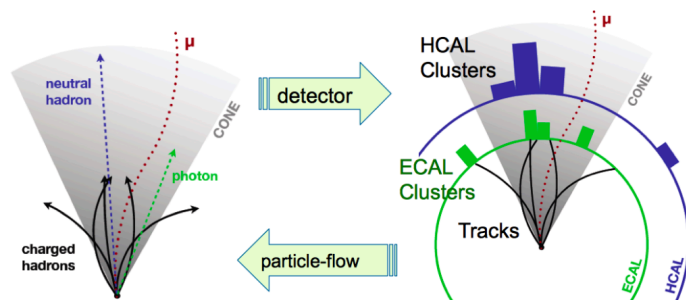 μ
neutral
hadron
CONE
photon
charged
hadrons
detector
particle-flow
μ
HCAL
Clusters
CONE
ECAL
Clusters
Tracks
ECAL
HCAL